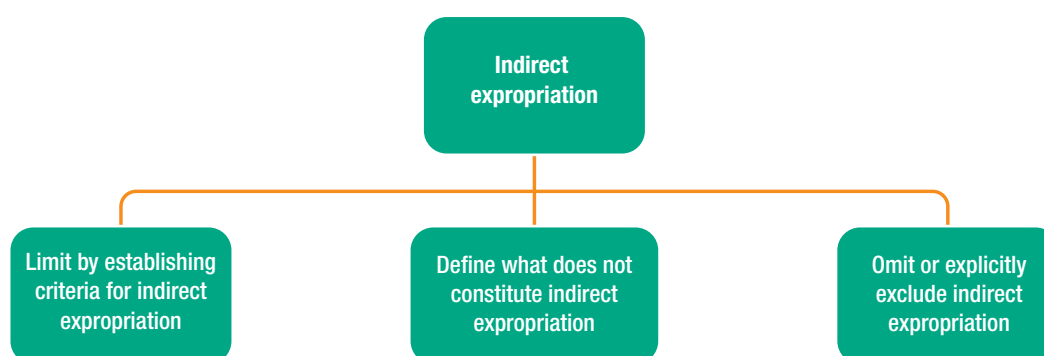 Indirect
expropriation
Limit by establishing
criteria for indirect
expropriation
Define what does not
constitute indirect
expropriation
Omit or explicitly
exclude indirect
expropriation